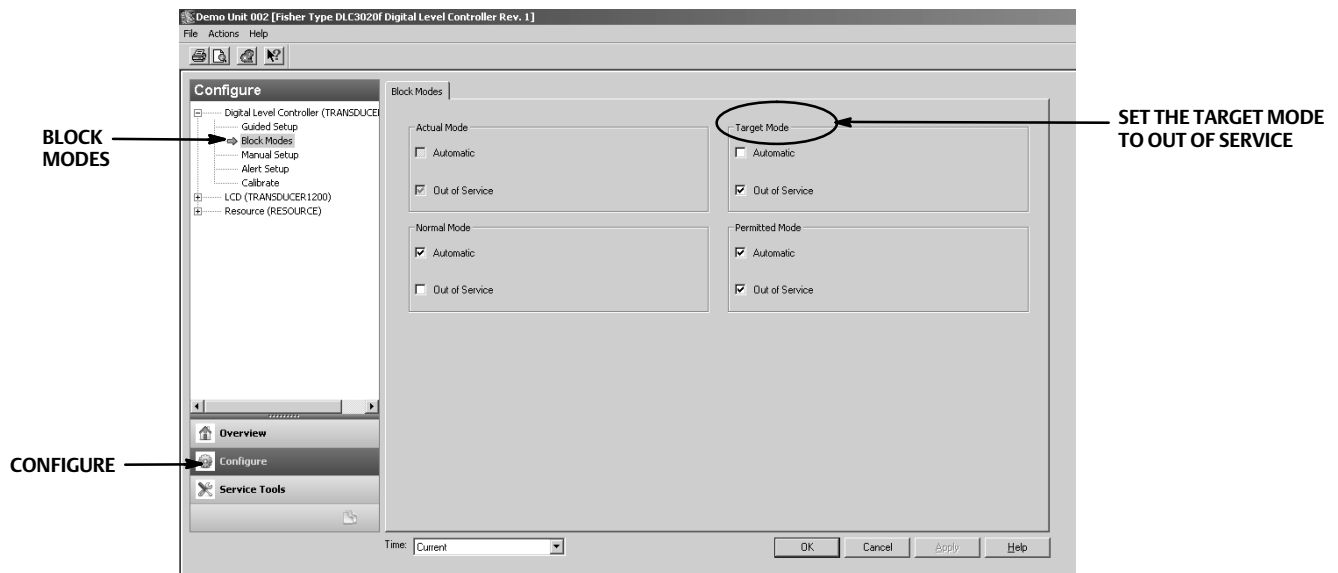 Demo Unit 002 [Fisher Type DLC3020f Digital Level Controller Rev. 1]
File Actions Help
Configure
Digital Level Controller (TRANSDUCE
Guided Setup
Block Modes
Manual Setup
Alert Setup
Calibrate
LCD (TRANSDUCER1200)
Resource (RESOURCE)
BLOCK
MODES
Block Modes
Actual Mode
Automatic
Out of Service
Target Mode
Automatic
Out of Service
SET THE TARGET MODE
TO OUT OF SERVICE
Normal Mode
Automatic
Out of Service
Permitted Mode
Automatic
Out of Service
Overview
CONFIGURE
Configure
Service Tools
Time: Current
OK Cancel Apply Help